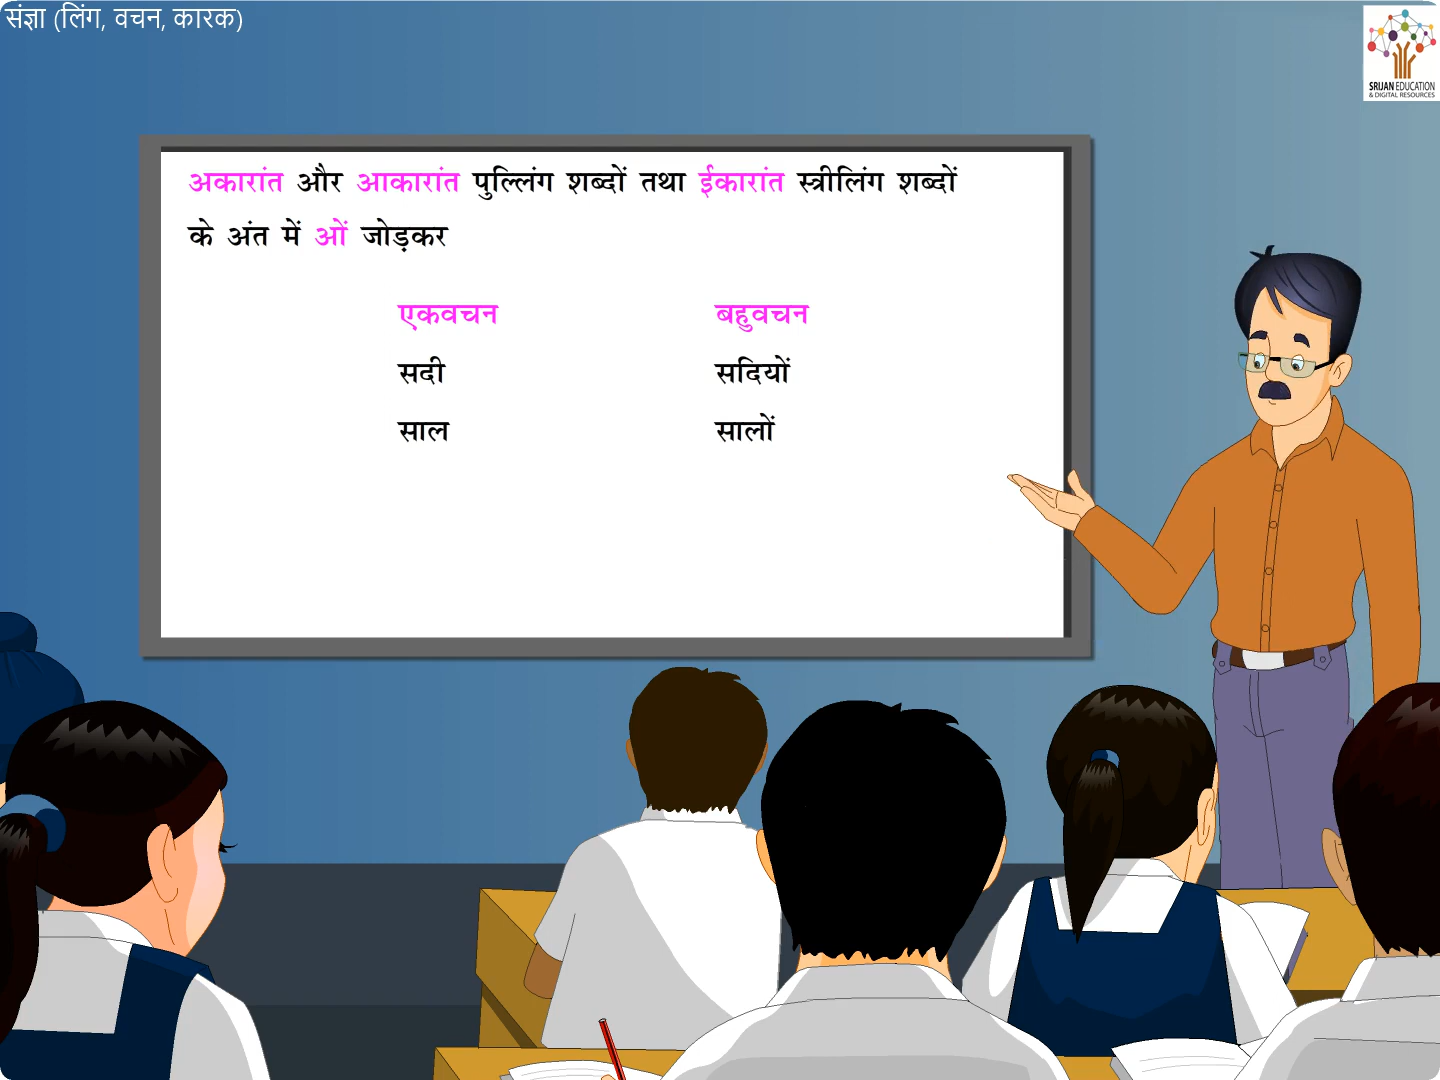 संज्ञा (लिंग, वचन, कारक)
SRIJAN EDUCATION
& DIGITAL RESOURCES
अकारांत और आकारांत पुल्लिंग शब्दों तथा ईकारांत स्त्रीलिंग शब्दों
के अंत में ओं जोड़कर
एकवचन बहुवचन
सदी सदियों
साल सालों